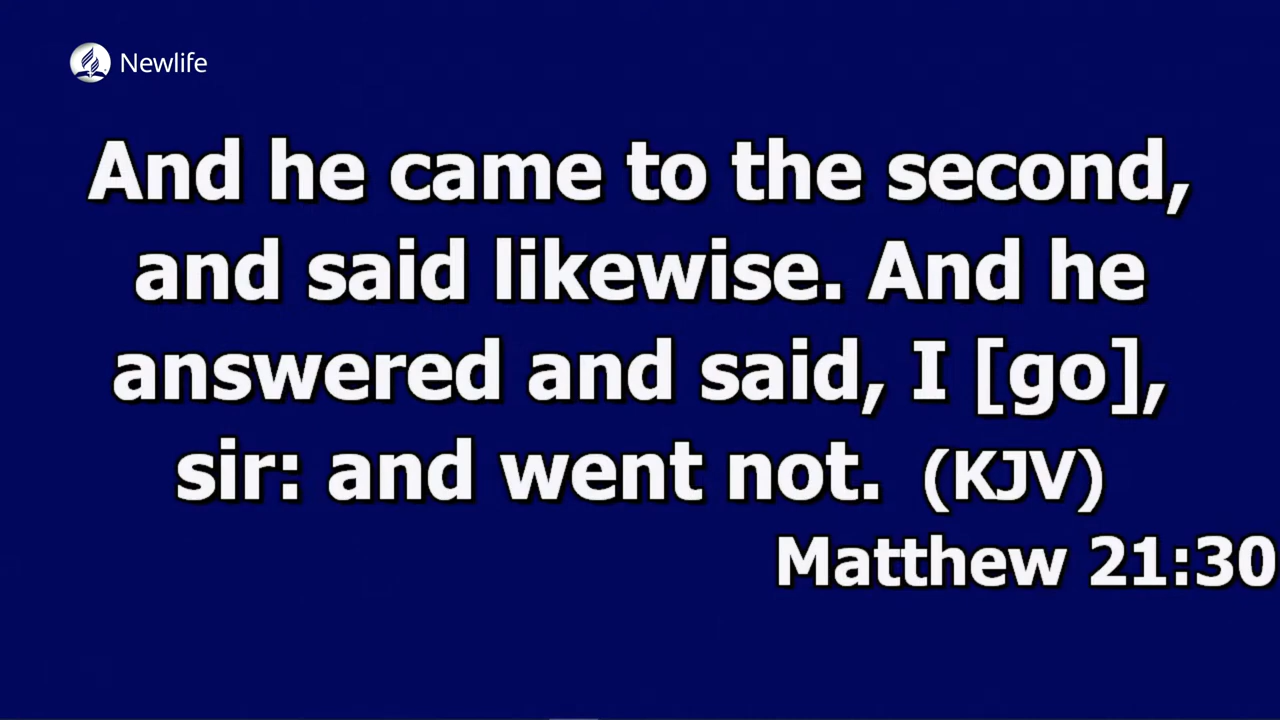 Newlife
And he came to the second,
and said likewise. And he
answered and said, I [go],
sir: and went not. (KJV)
Matthew 21:30